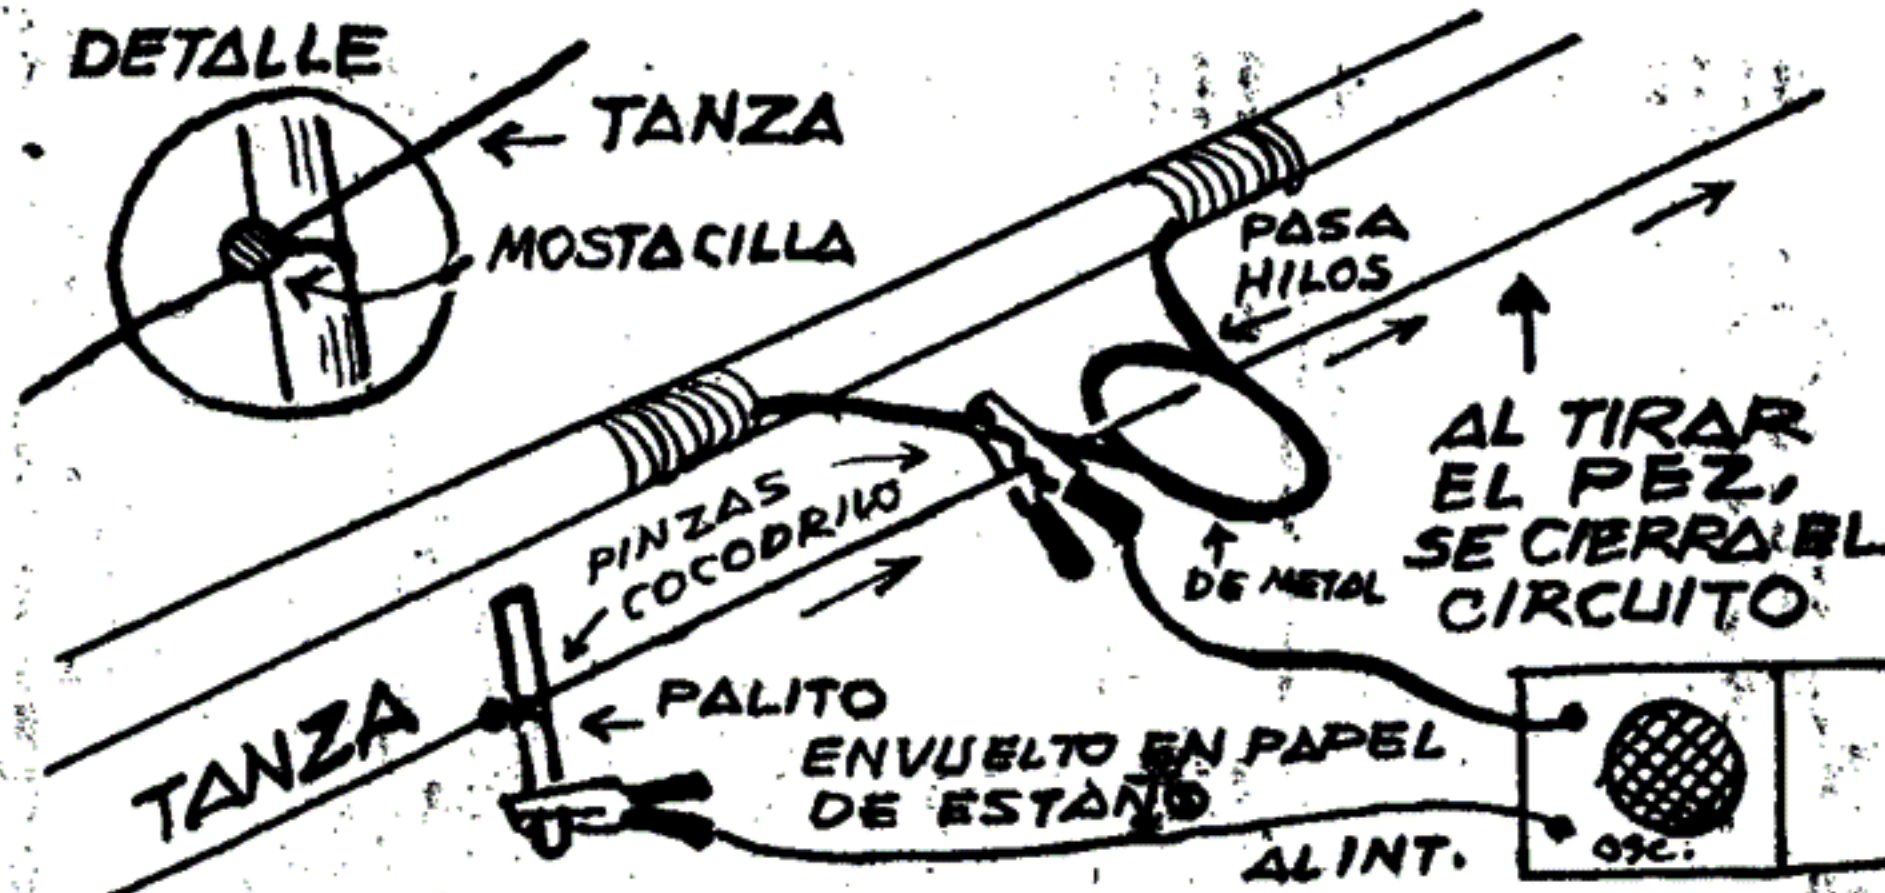 DETALLE
TANZA
MOSTACILLA
PASA
HILOS
PINZAS
COCODRILO
DE METAL
AL TIRAR
EL PEZ,
SE CIERRA EL
CIRCUITO
TANZA
PALITO
ENVUELTO EN PAPEL
DE ESTAÑO
AL INT.
OSC.